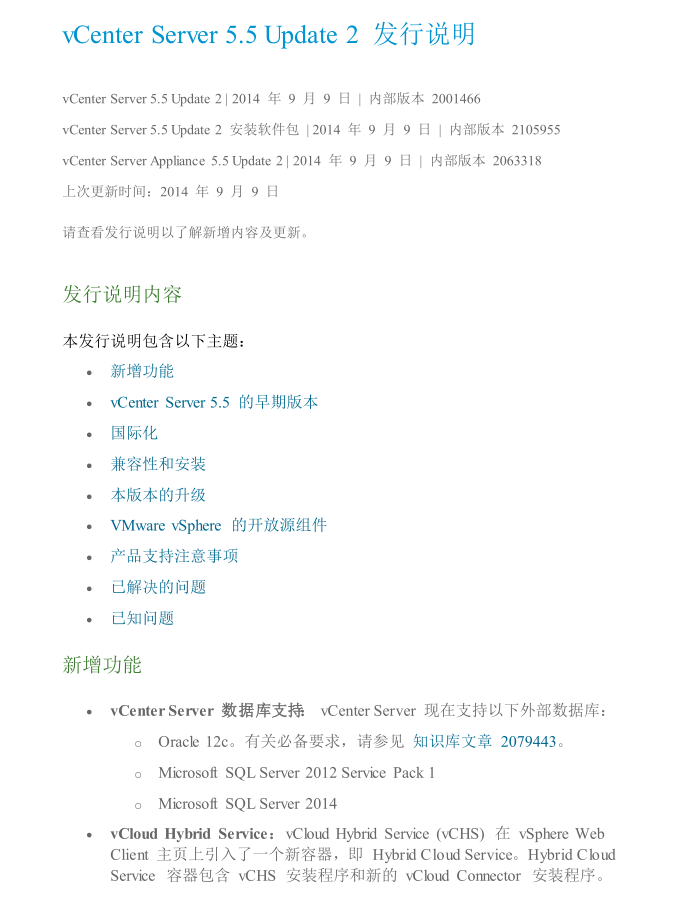 vCenter Server 5.5 Update 2 发行说明
vCenter Server 5.5 Update 2 | 2014 年 9 月 9 日 | 内部版本 2001466
vCenter Server 5.5 Update 2 安装软件包 | 2014 年 9 月 9 日 | 内部版本 2105955
vCenter Server Appliance 5.5 Update 2 | 2014 年 9 月 9 日 | 内部版本 2063318
上次更新时间：2014 年 9 月 9 日
请查看发行说明以了解新增内容及更新。
发行说明内容
本发行说明包含以下主题：
• 新增功能
• vCenter Server 5.5 的早期版本
• 国际化
• 兼容性和安装
• 本版本的升级
• VMware vSphere 的开放源组件
• 产品支持注意事项
• 已解决的问题
• 已知问题
新增功能
• vCenter Server 数据库支持： vCenter Server 现在支持以下外部数据库：
o Oracle 12c。有关必备要求，请参见 知识库文章 2079443。
o Microsoft SQL Server 2012 Service Pack 1
o Microsoft SQL Server 2014
• vCloud Hybrid Service：vCloud Hybrid Service (vCHS) 在 vSphere Web
Client 主页上引入了一个新容器，即 Hybrid Cloud Service。Hybrid Cloud
Service 容器包含 vCHS 安装程序和新的 vCloud Connector 安装程序。